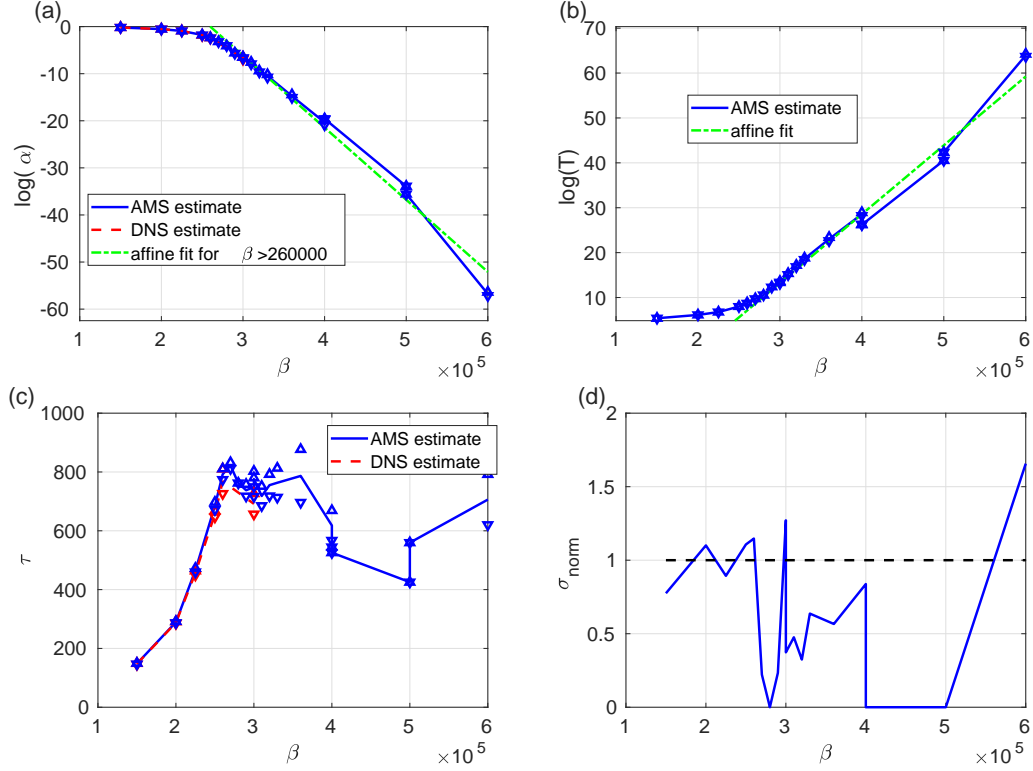 (a)
0
-10
-20
-30
-40
-50
-60
log( α)
AMS estimate
DNS estimate
affine fit for β >260000
1 2 3 4 5 6
β ×10^5
(b)
70
60
50
40
30
20
10
log(T)
AMS estimate
affine fit
1 2 3 4 5 6
β ×10^5
(c)
1000
800
600
400
200
0
τ
AMS estimate
DNS estimate
1 2 3 4 5 6
β ×10^5
(d)
2
1.5
1
0.5
0
σ_norm
1 2 3 4 5 6
β ×10^5